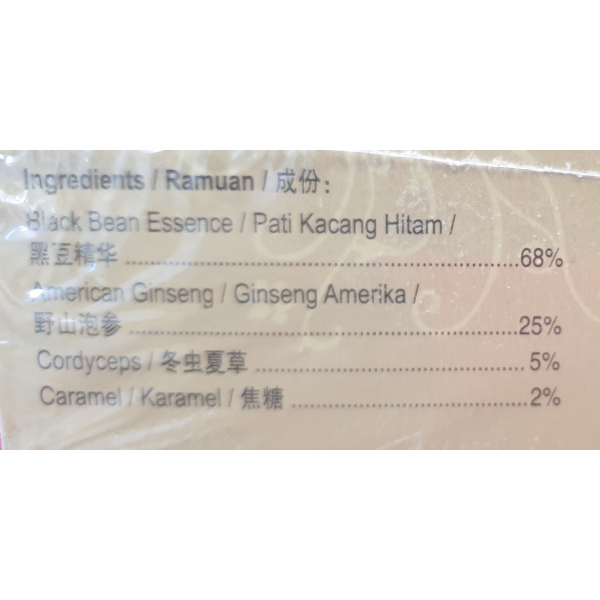 Ingredients / Ramuan / 成份:
Black Bean Essence / Pati Kacang Hitam /
黑豆精华 ........................................................68%
American Ginseng / Ginseng Amerika /
野山泡参 ........................................................25%
Cordyceps / 冬虫夏草 ........................................ 5%
Caramel / Karamel / 焦糖 ...................................2%